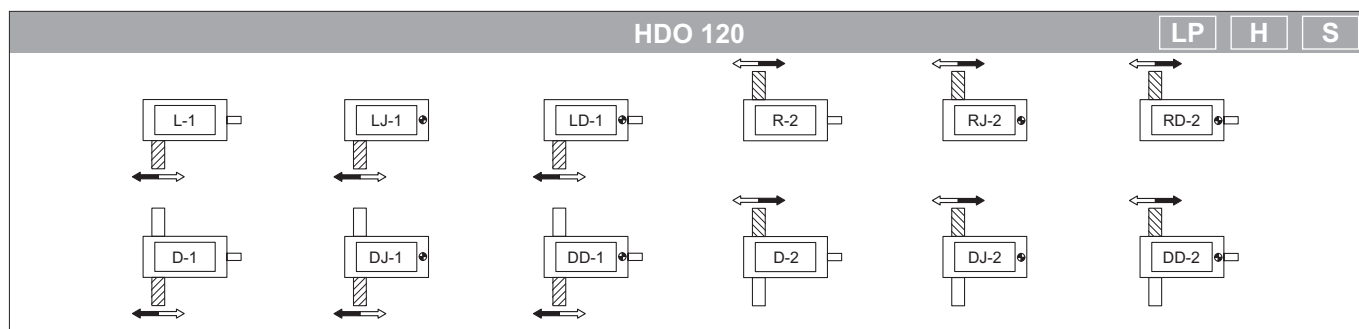 HDO 120 LP H S
L-1 LJ-1 LD-1 R-2 RJ-2 RD-2
D-1 DJ-1 DD-1 D-2 DJ-2 DD-2